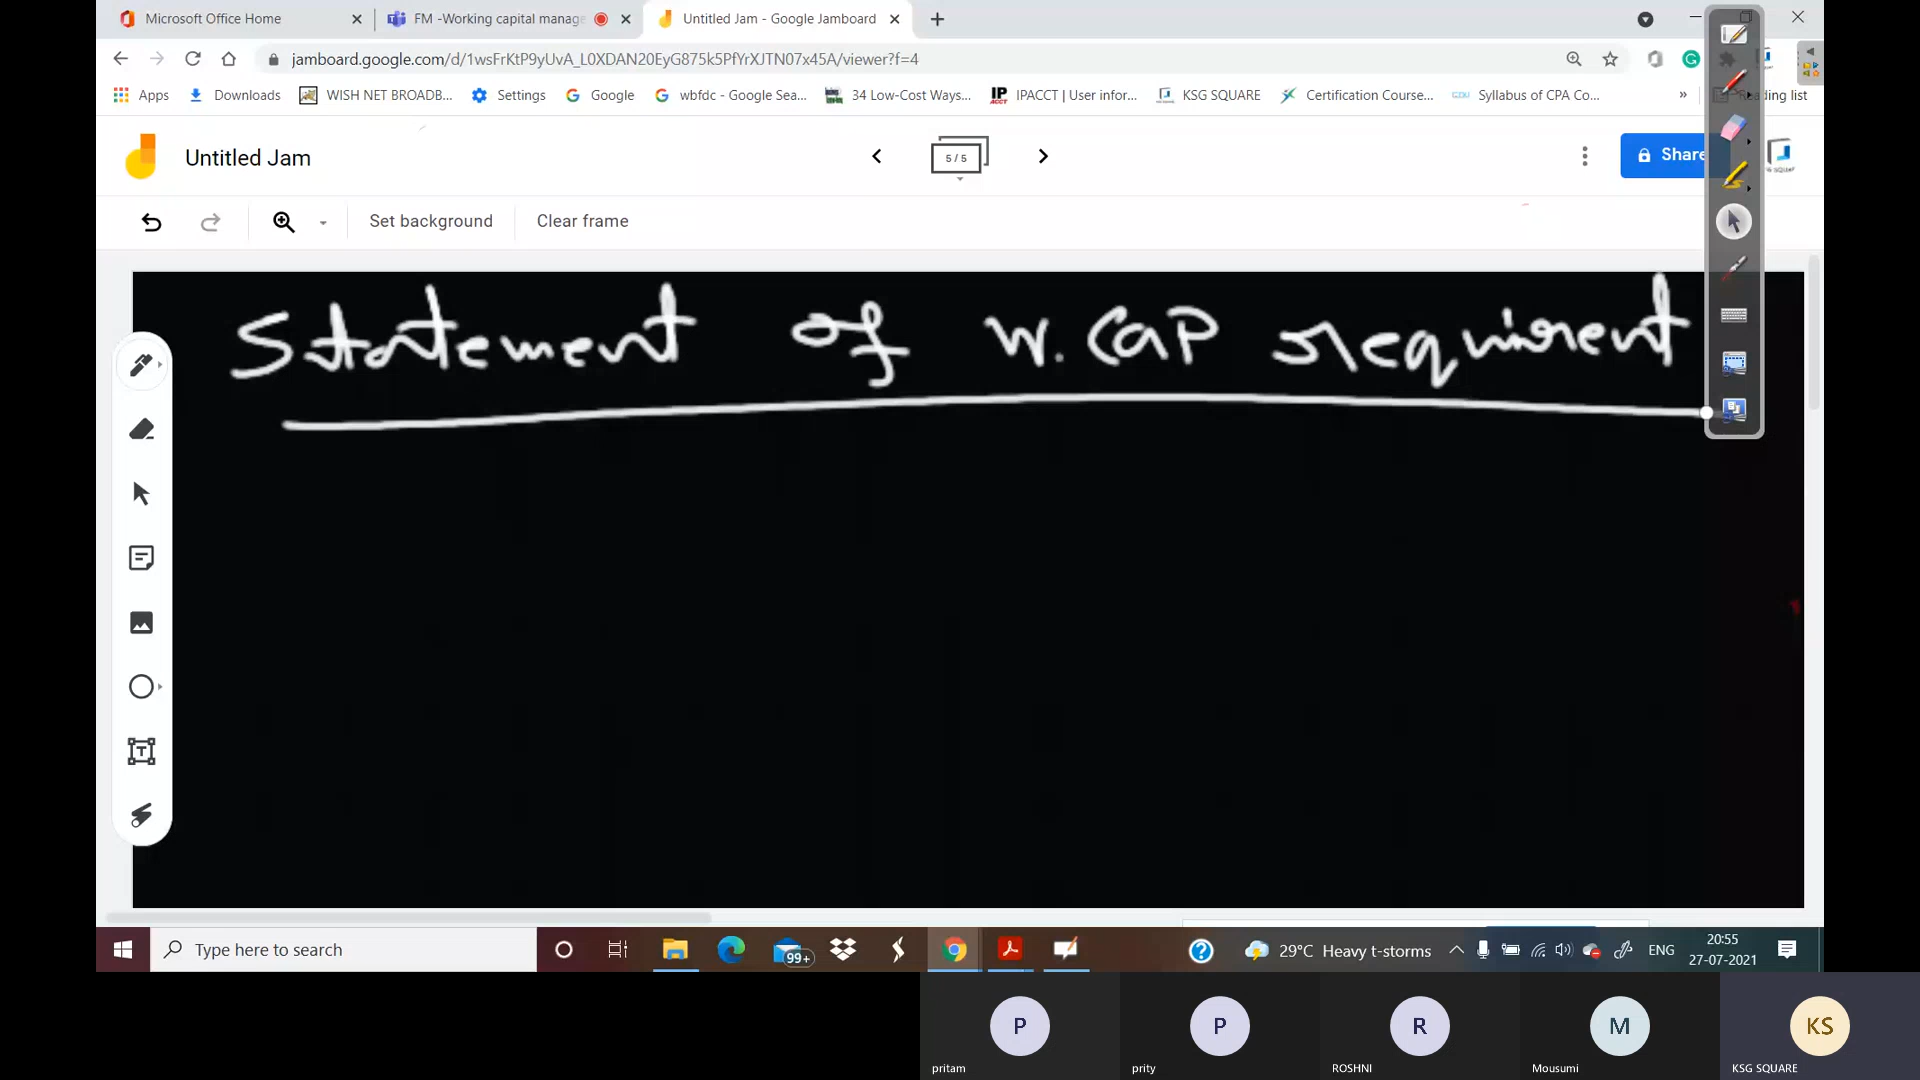 Microsoft Office Home
FM -Working capital manage
Untitled Jam - Google Jamboard
jamboard.google.com/d/1wsFrKtP9yUvA_L0XDAN20EyG875k5PfYrXJTN07x45A/viewer?f=4
Apps
Downloads
WISH NET BROADB...
Settings
Google
wbfdc - Google Sea...
34 Low-Cost Ways...
IPACCT | User infor...
KSG SQUARE
Certification Course...
Syllabus of CPA Co...
»
list
Untitled Jam
5 / 5
Share
Set background
Clear frame
Statement of W. Cap requirement
Type here to search
99+
29°C Heavy t-storms
ENG
20:55
27-07-2021
P
pritam
P
prity
R
ROSHNI
M
Mousumi
KS
KSG SQUARE